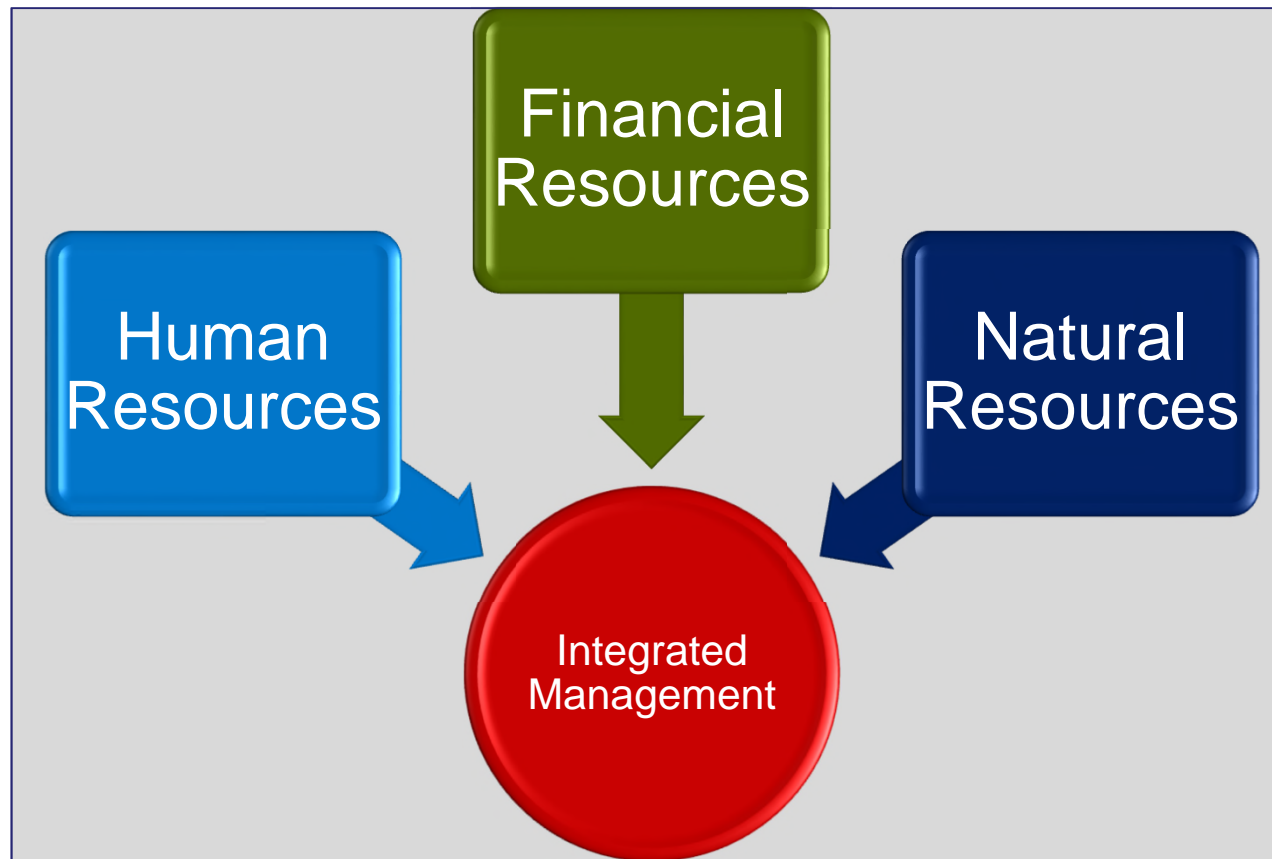 Financial
Resources
Human
Resources
Natural
Resources
Integrated
Management